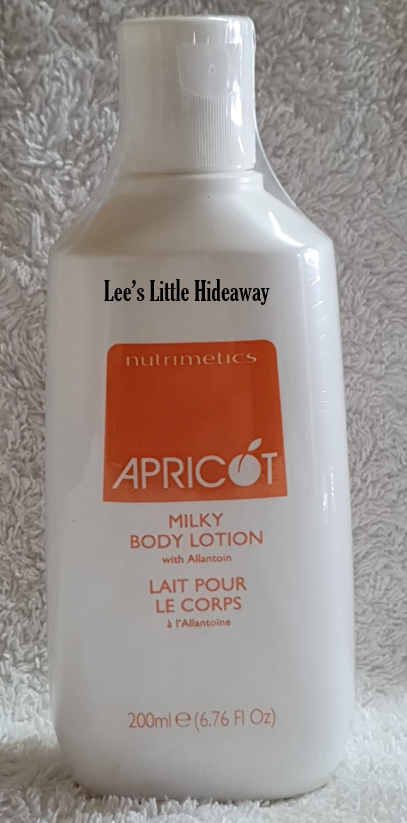 Lee's Little Hideaway
nutrimetics
APRICOT
MILKY
BODY LOTION
with Allantoin
LAIT POUR
LE CORPS
à l'Allantoïne
200ml ℮ (6.76 Fl Oz)